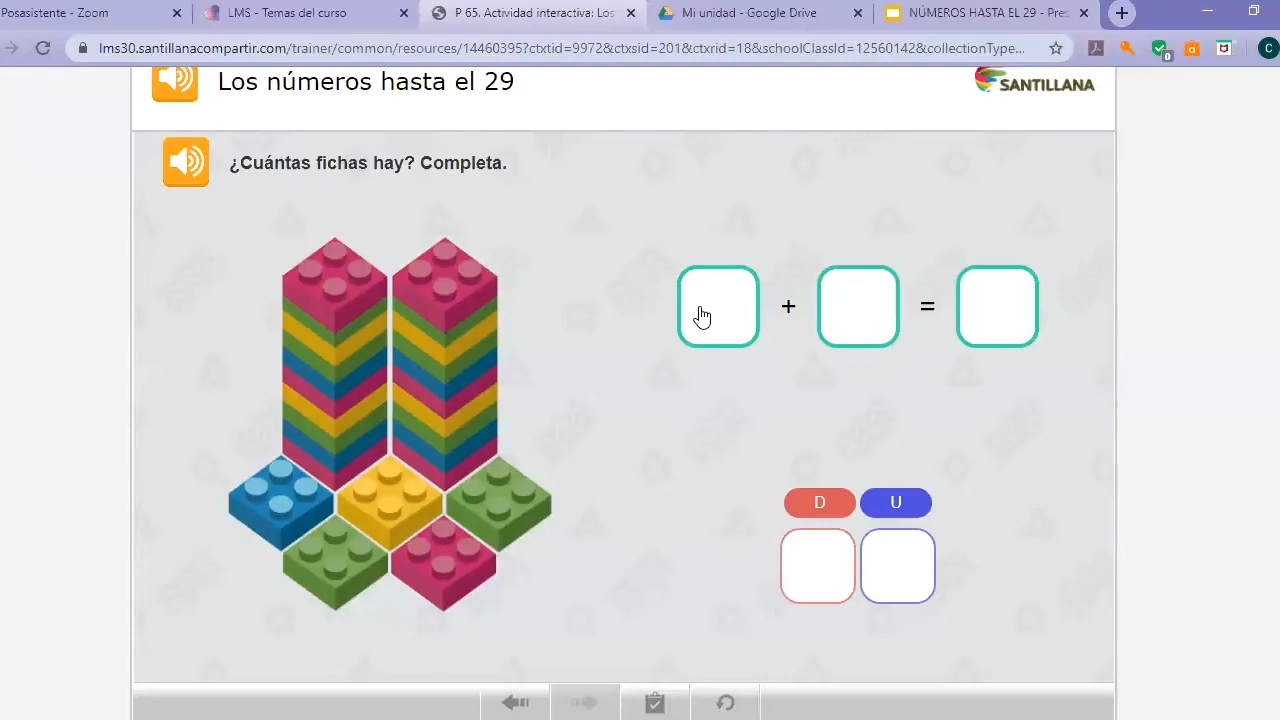 Posasistente - Zoom
LMS - Temas del curso
P 65. Actividad interactiva: Los
Mi unidad - Google Drive
NÚMEROS HASTA EL 29 - Pres
lms30.santillanacompartir.com/trainer/common/resources/14460395?ctxtid=9972&ctxsid=201&ctxrid=13&schoolClassId=12560142&collectionType...
0
a
C
Los números hasta el 29
SANTILLANA
¿Cuántas fichas hay? Completa.
+ =
D U